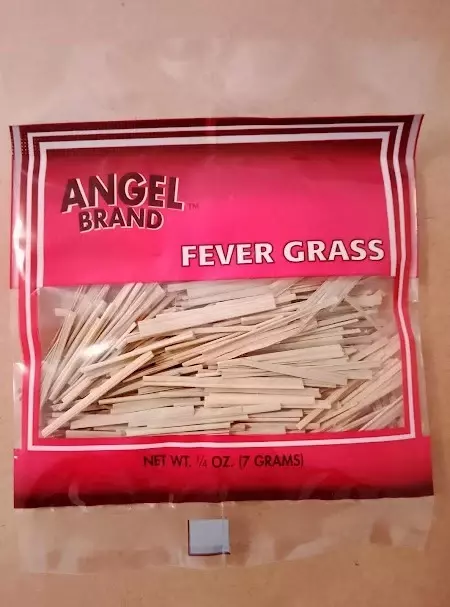 ANGEL
BRAND™
FEVER GRASS
NET WT. ¼ OZ. (7 GRAMS)